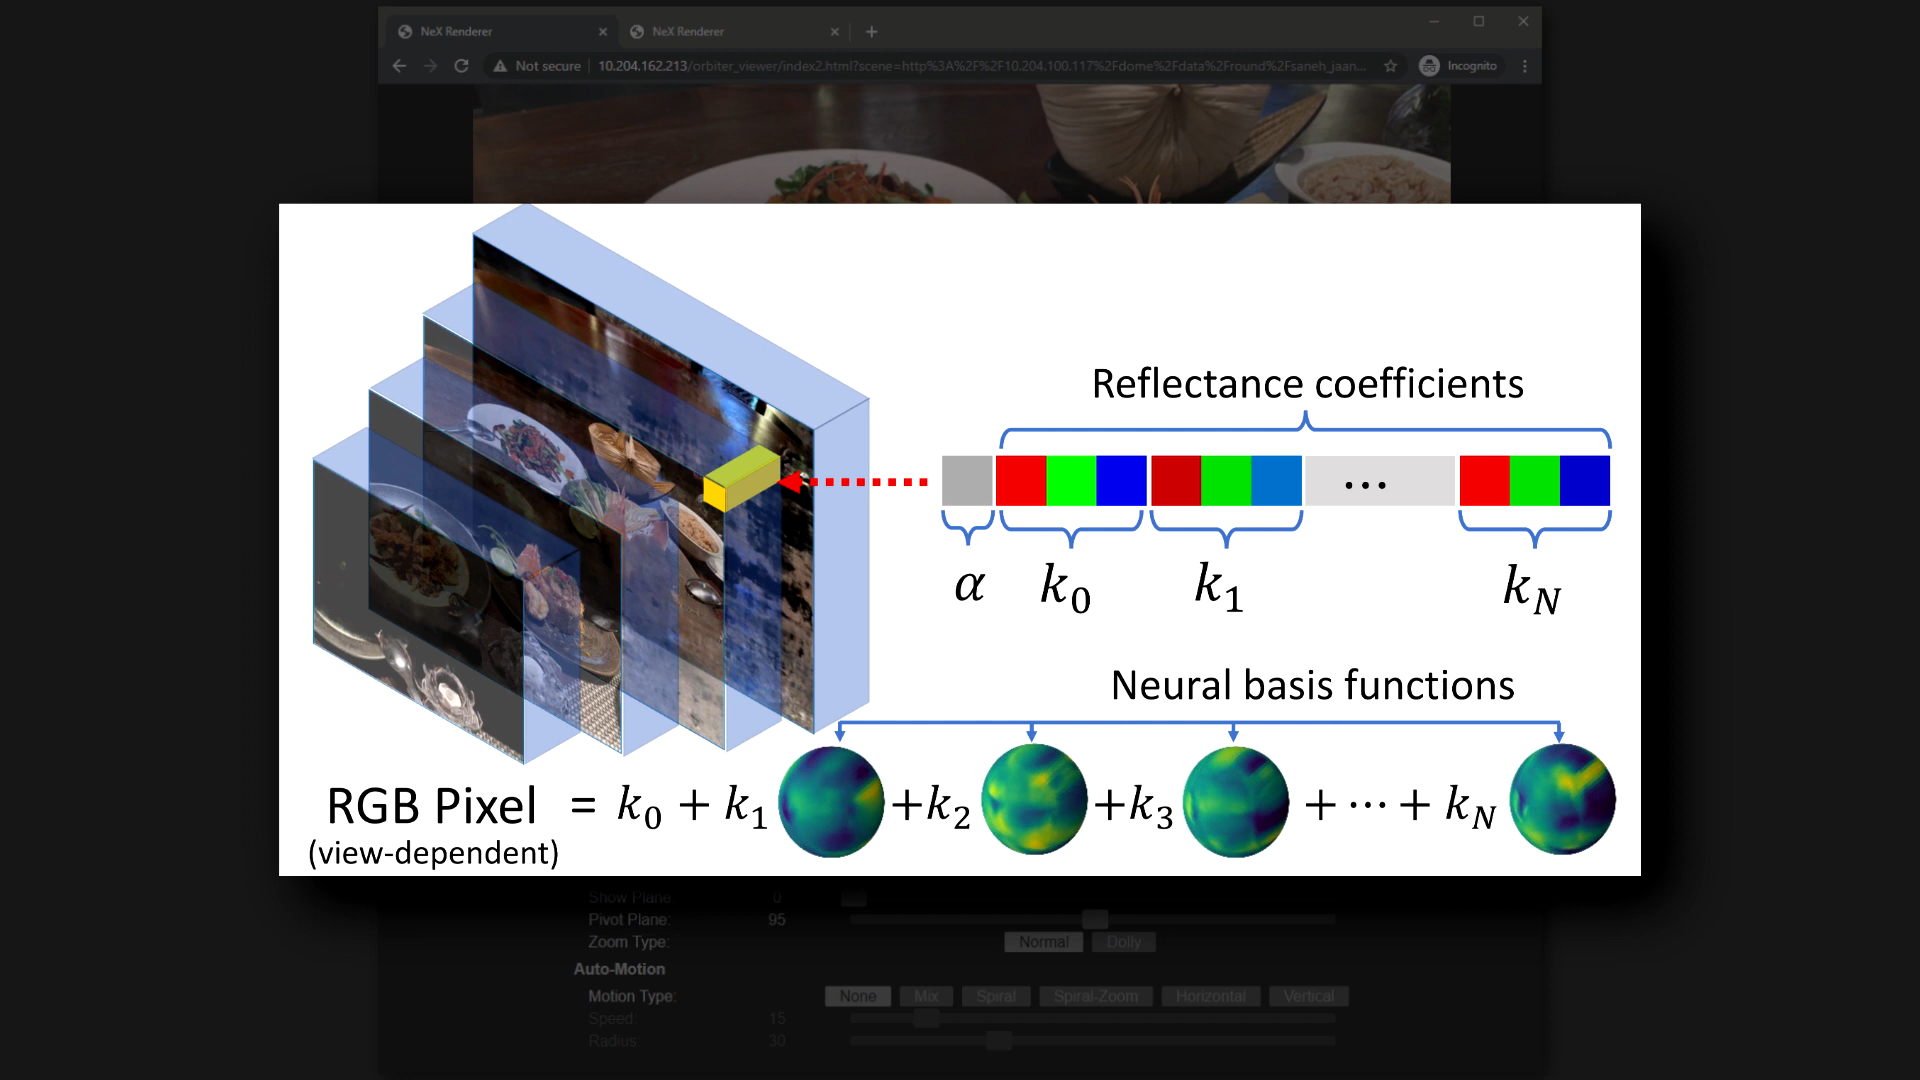 NeX Renderer
NeX Renderer
Not secure
10.204.162.213/orbiter_viewer/index2.html?scene=http%3A%2F%2F10.204.100.117%2Fdome%2Fdata%2Fround%2Fsaneh_jaan...
Incognito
Reflectance coefficients
...
α k₀ k₁ k_N
Neural basis functions
RGB Pixel = k₀ + k₁ +k₂ +k₃ + ⋯ + k_N
(view-dependent)
Show Plane: 0
Pivot Plane: 95
Zoom Type: Normal Dolly
Auto-Motion
Motion Type: None Mix Spiral Spiral-Zoom Horizontal Vertical
Speed: 15
Radius: 30